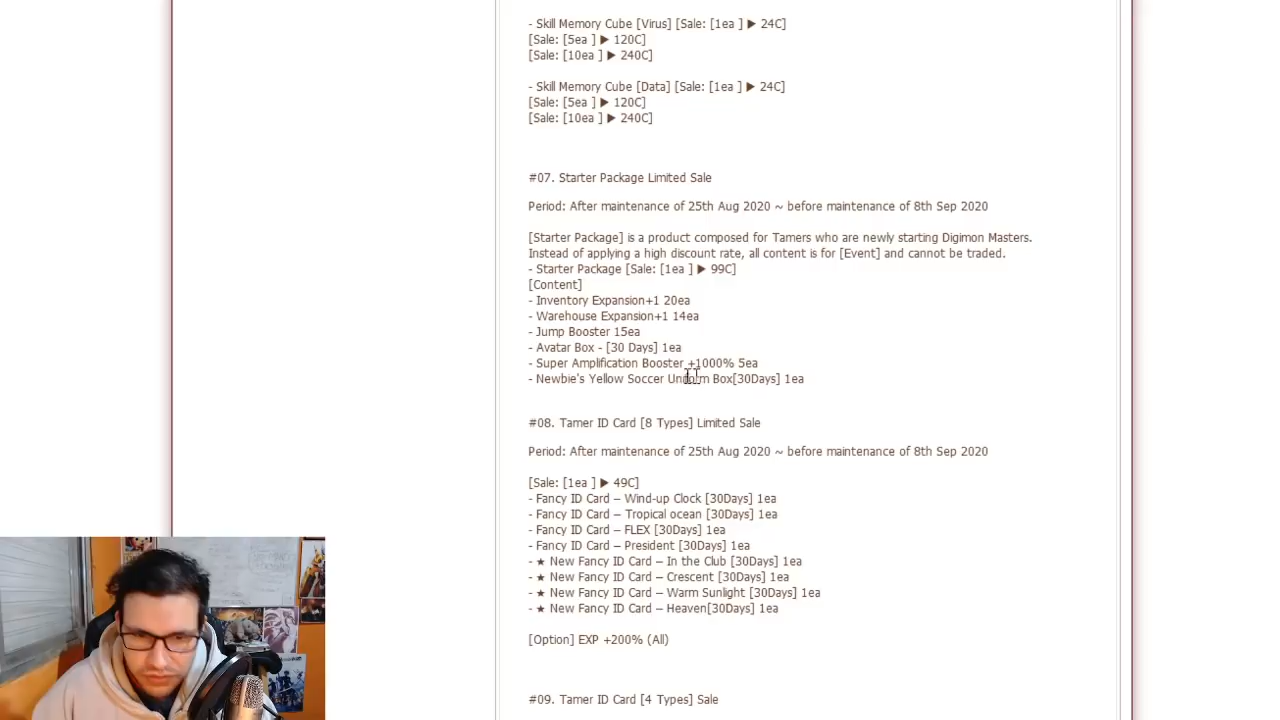 - Skill Memory Cube [Virus] [Sale: [1ea ] ▶ 24C]
[Sale: [5ea ] ▶ 120C]
[Sale: [10ea ] ▶ 240C]
- Skill Memory Cube [Data] [Sale: [1ea ] ▶ 24C]
[Sale: [5ea ] ▶ 120C]
[Sale: [10ea ] ▶ 240C]
#07. Starter Package Limited Sale
Period: After maintenance of 25th Aug 2020 ~ before maintenance of 8th Sep 2020
[Starter Package] is a product composed for Tamers who are newly starting Digimon Masters.
Instead of applying a high discount rate, all content is for [Event] and cannot be traded.
- Starter Package [Sale: [1ea ] ▶ 99C]
[Content]
- Inventory Expansion+1 20ea
- Warehouse Expansion+1 14ea
- Jump Booster 15ea
- Avatar Box - [30 Days] 1ea
- Super Amplification Booster +1000% 5ea
- Newbie's Yellow Soccer Uniform Box[30Days] 1ea
#08. Tamer ID Card [8 Types] Limited Sale
Period: After maintenance of 25th Aug 2020 ~ before maintenance of 8th Sep 2020
[Sale: [1ea ] ▶ 49C]
- Fancy ID Card – Wind-up Clock [30Days] 1ea
- Fancy ID Card – Tropical ocean [30Days] 1ea
- Fancy ID Card – FLEX [30Days] 1ea
- Fancy ID Card – President [30Days] 1ea
- ★ New Fancy ID Card – In the Club [30Days] 1ea
- ★ New Fancy ID Card – Crescent [30Days] 1ea
- ★ New Fancy ID Card – Warm Sunlight [30Days] 1ea
- ★ New Fancy ID Card – Heaven[30Days] 1ea
[Option] EXP +200% (All)
#09. Tamer ID Card [4 Types] Sale